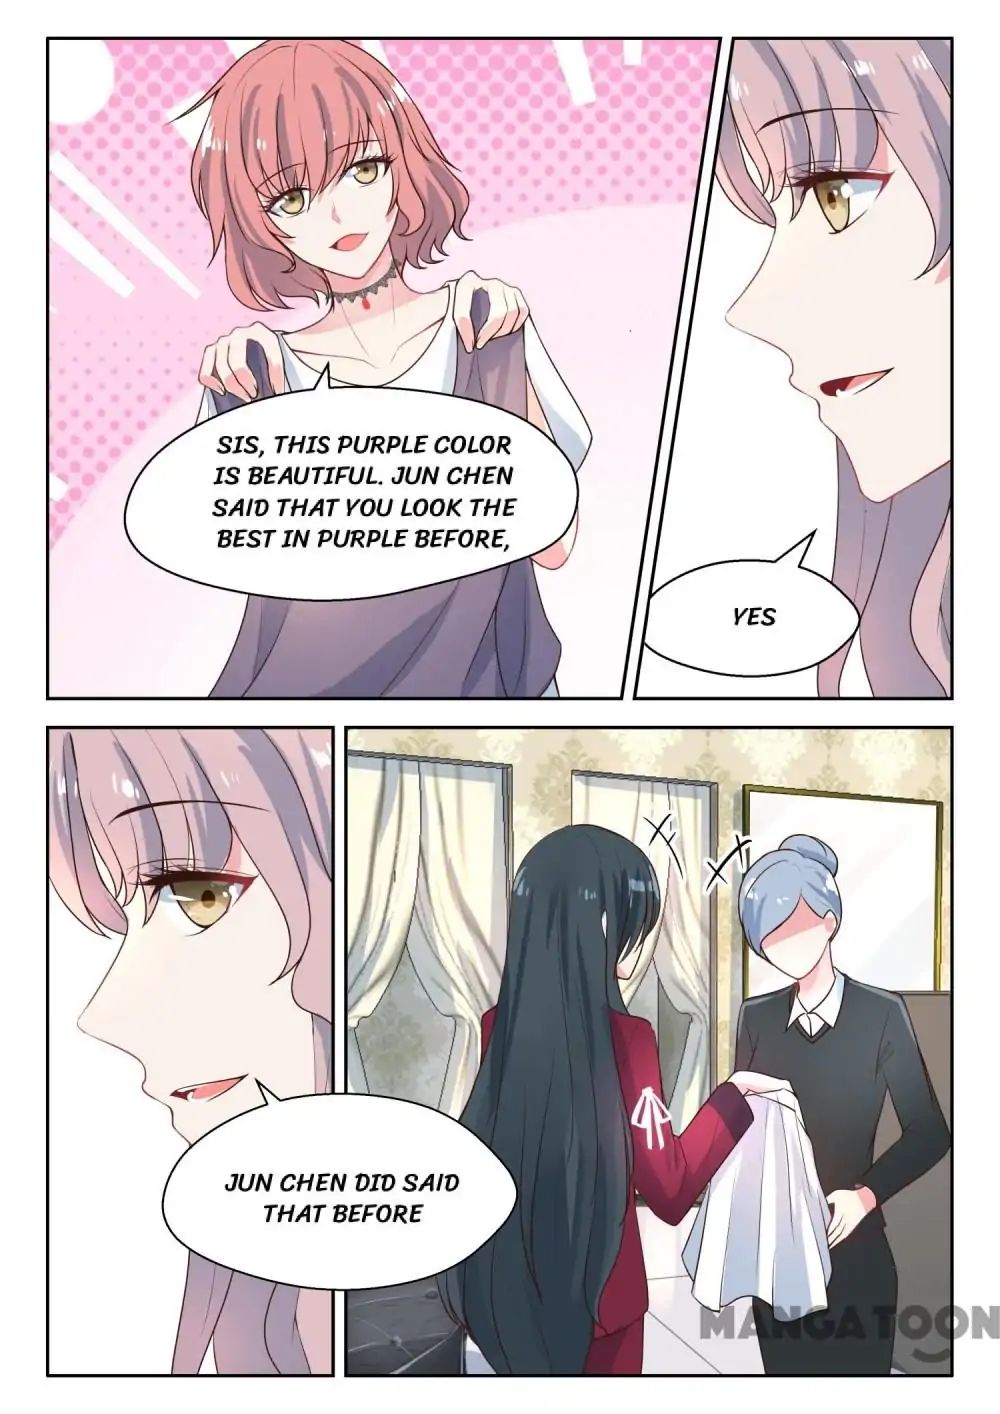 SIS, THIS PURPLE COLOR
IS BEAUTIFUL. JUN CHEN
SAID THAT YOU LOOK THE
BEST IN PURPLE BEFORE,
YES
JUN CHEN DID SAID
THAT BEFORE
MANGATOON